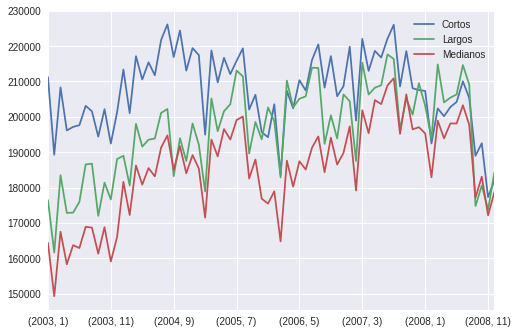 230000
220000
210000
200000
190000
180000
170000
160000
150000
Cortos
Largos
Medianos
(2003, 1) (2003, 11) (2004, 9) (2005, 7) (2006, 5) (2007, 3) (2008, 1) (2008, 11)